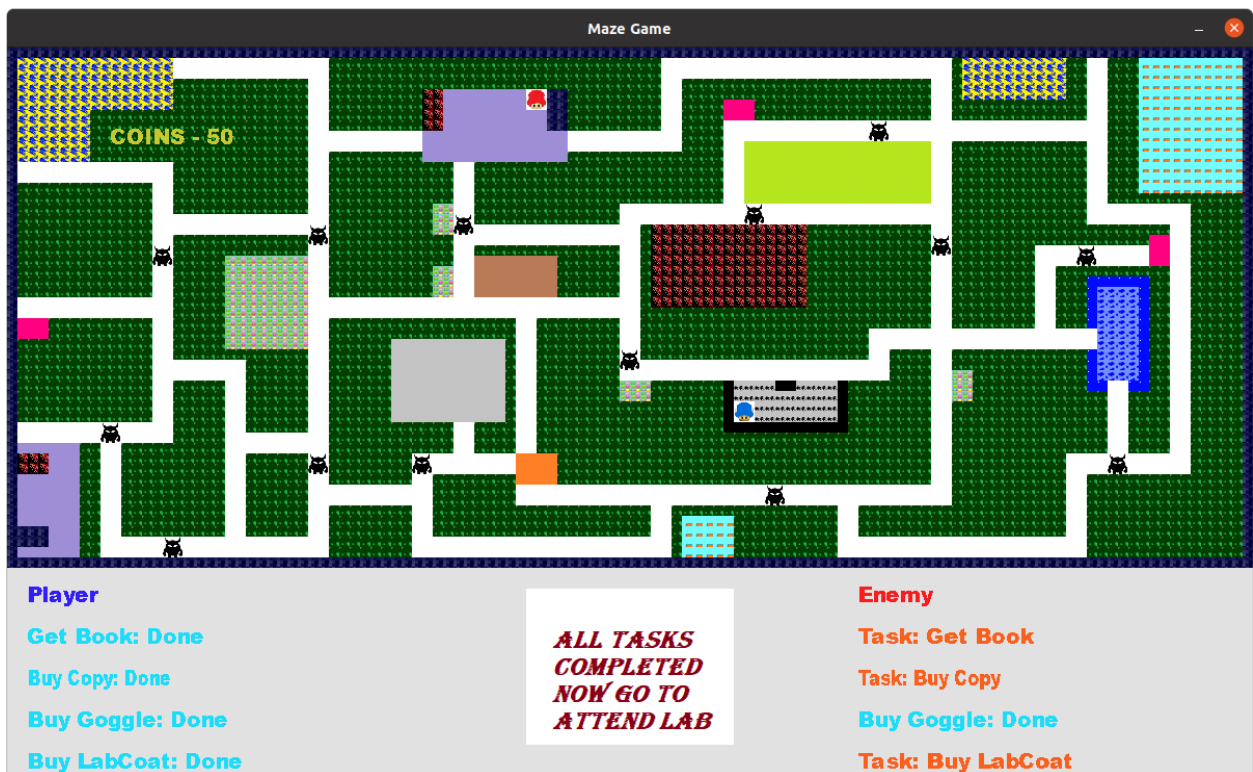 Maze Game
COINS - 50
Player
Get Book: Done
Buy Copy: Done
Buy Goggle: Done
Buy LabCoat: Done
ALL TASKS
COMPLETED
NOW GO TO
ATTEND LAB
Enemy
Task: Get Book
Task: Buy Copy
Buy Goggle: Done
Task: Buy LabCoat